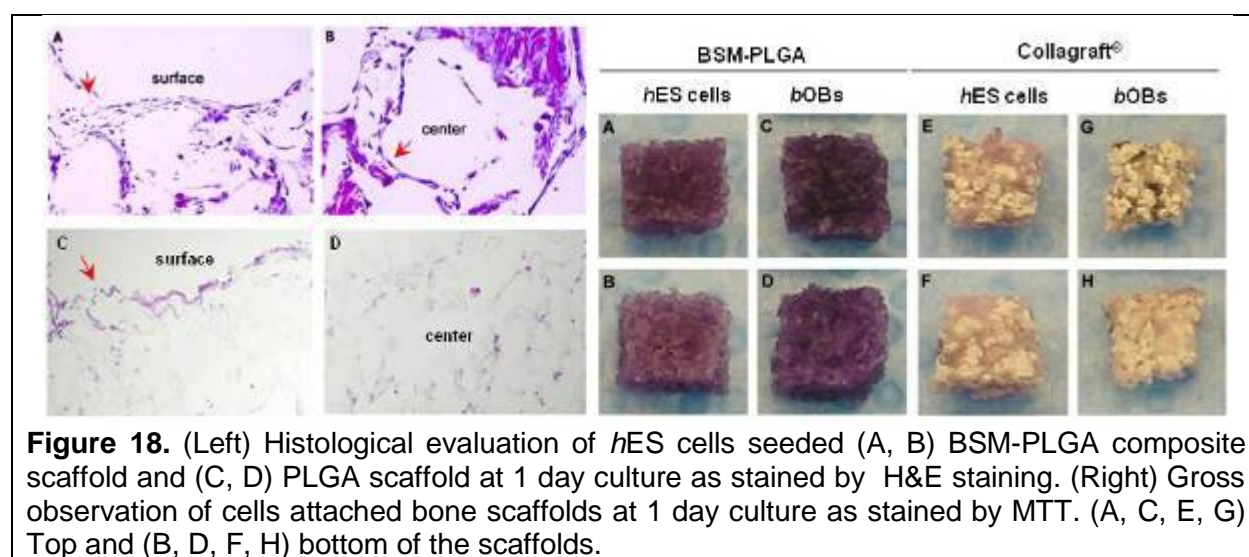 A
surface
B
center
C
surface
D
center
BSM-PLGA
Collagraft©
hES cells
bOBs
hES cells
bOBs
A
C
E
G
B
D
F
H
Figure 18. (Left) Histological evaluation of hES cells seeded (A, B) BSM-PLGA composite
scaffold and (C, D) PLGA scaffold at 1 day culture as stained by H&E staining. (Right) Gross
observation of cells attached bone scaffolds at 1 day culture as stained by MTT. (A, C, E, G)
Top and (B, D, F, H) bottom of the scaffolds.